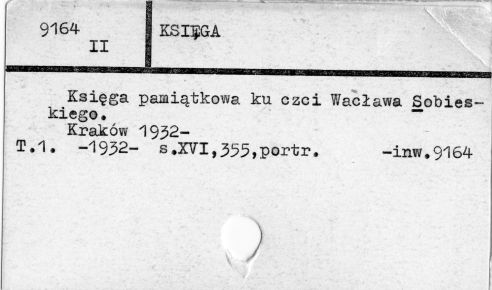 9164 KSIĘGA
II
Księga pamiątkowa ku czci Wacława Sobies-
kiego.
Kraków 1932-
T.1. -1932- s.XVI,355,portr. -inw.9164